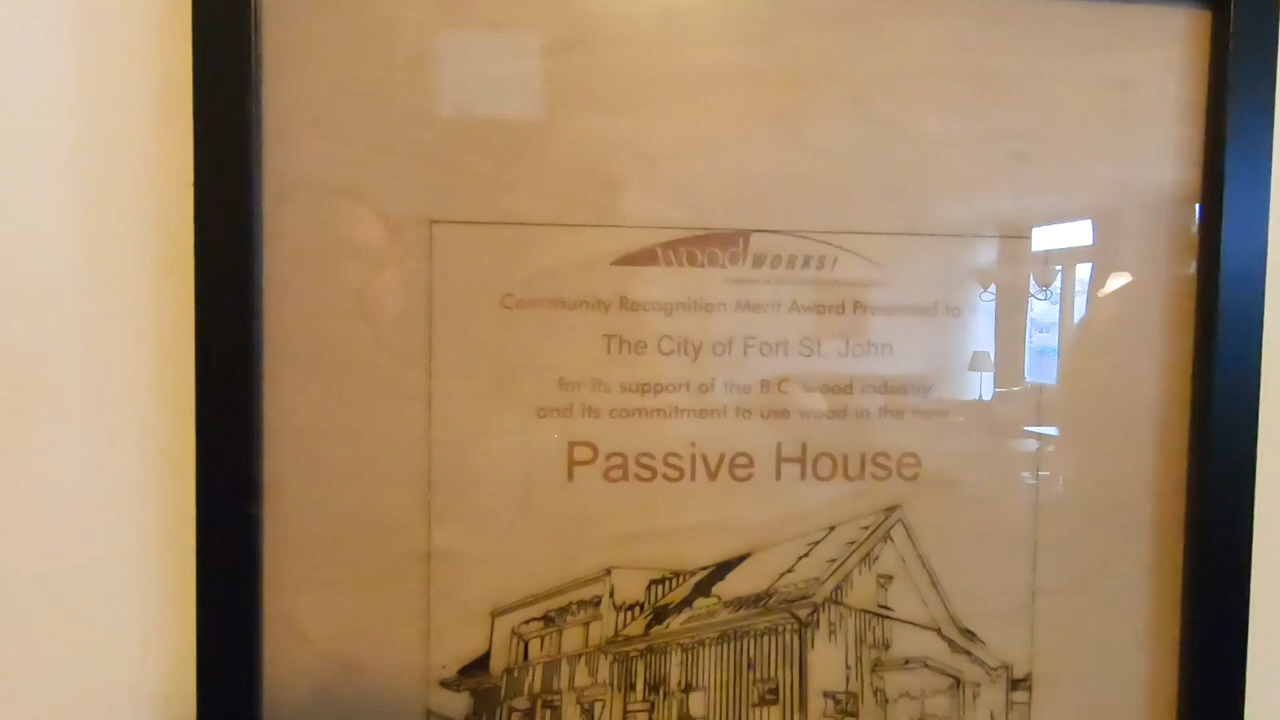 wood WORKS!
Community Recognition Merit Award Presented to
The City of Fort St. John
for its support of the B.C. wood industry
and its commitment to use wood in the new
Passive House